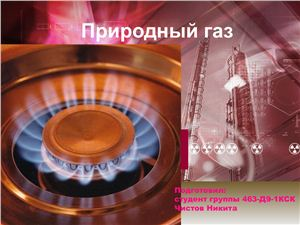 Природный газ
Подготовил:
студент группы 463-Д9-1КСК
Чистов Никита